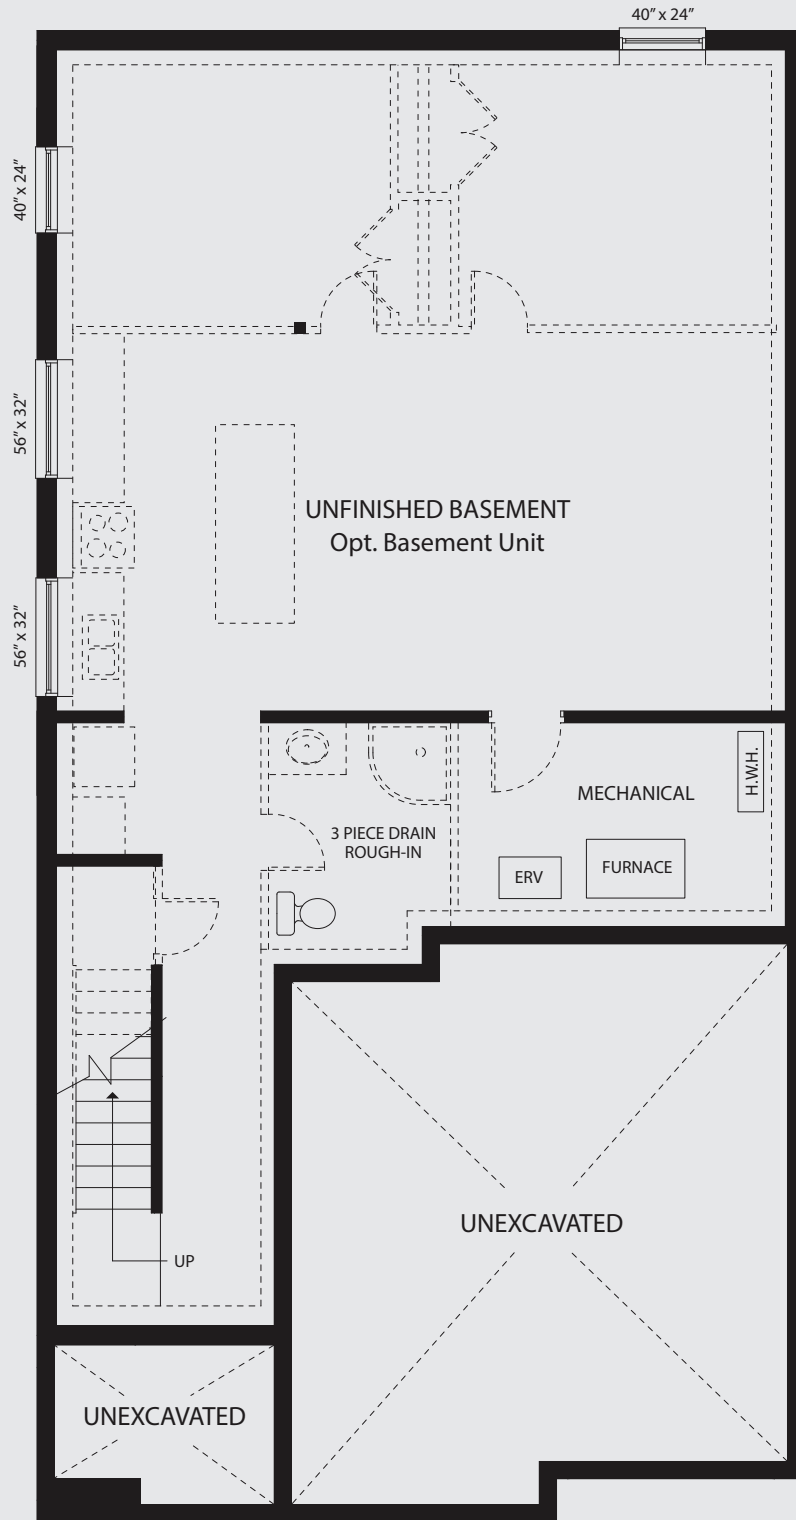 40” x 24”
40” x 24”
56” x 32”
UNFINISHED BASEMENT
Opt. Basement Unit
56” x 32”
H.W.H.
MECHANICAL
3 PIECE DRAIN
ROUGH-IN
ERV
FURNACE
UNEXCAVATED
UP
UNEXCAVATED